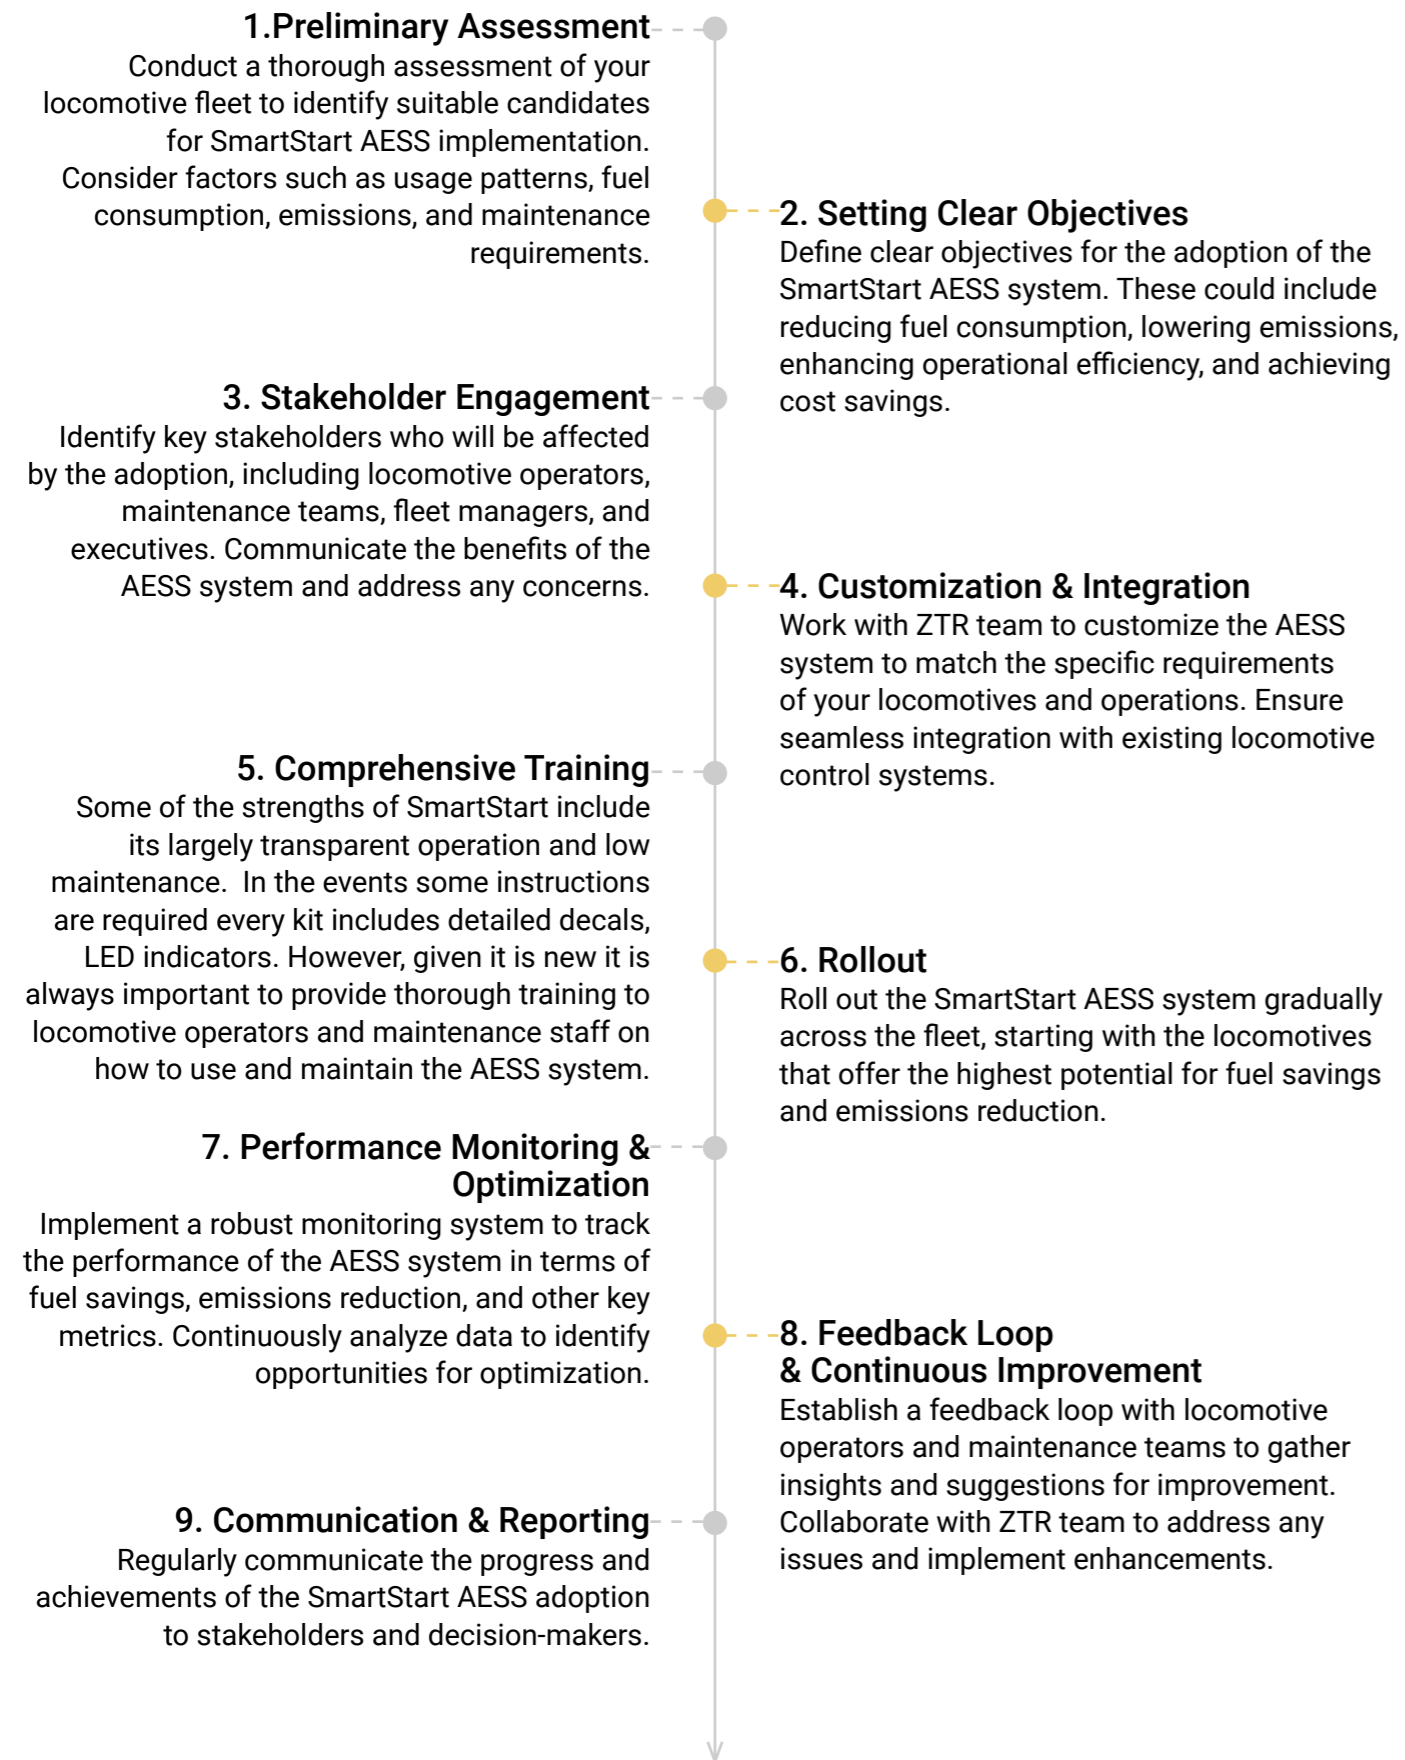 1.Preliminary Assessment
Conduct a thorough assessment of your
locomotive fleet to identify suitable candidates
for SmartStart AESS implementation.
Consider factors such as usage patterns, fuel
consumption, emissions, and maintenance
requirements.
2. Setting Clear Objectives
Define clear objectives for the adoption of the
SmartStart AESS system. These could include
reducing fuel consumption, lowering emissions,
enhancing operational efficiency, and achieving
cost savings.
3. Stakeholder Engagement
Identify key stakeholders who will be affected
by the adoption, including locomotive operators,
maintenance teams, fleet managers, and
executives. Communicate the benefits of the
AESS system and address any concerns.
4. Customization & Integration
Work with ZTR team to customize the AESS
system to match the specific requirements
of your locomotives and operations. Ensure
seamless integration with existing locomotive
control systems.
5. Comprehensive Training
Some of the strengths of SmartStart include
its largely transparent operation and low
maintenance.  In the events some instructions
are required every kit includes detailed decals,
LED indicators. However, given it is new it is
always important to provide thorough training to
locomotive operators and maintenance staff on
how to use and maintain the AESS system.
6. Rollout
Roll out the SmartStart AESS system gradually
across the fleet, starting with the locomotives
that offer the highest potential for fuel savings
and emissions reduction.
7. Performance Monitoring &
Optimization
Implement a robust monitoring system to track
the performance of the AESS system in terms of
fuel savings, emissions reduction, and other key
metrics. Continuously analyze data to identify
opportunities for optimization.
8. Feedback Loop
& Continuous Improvement
Establish a feedback loop with locomotive
operators and maintenance teams to gather
insights and suggestions for improvement.
Collaborate with ZTR team to address any
issues and implement enhancements.
9. Communication & Reporting
Regularly communicate the progress and
achievements of the SmartStart AESS adoption
to stakeholders and decision-makers.